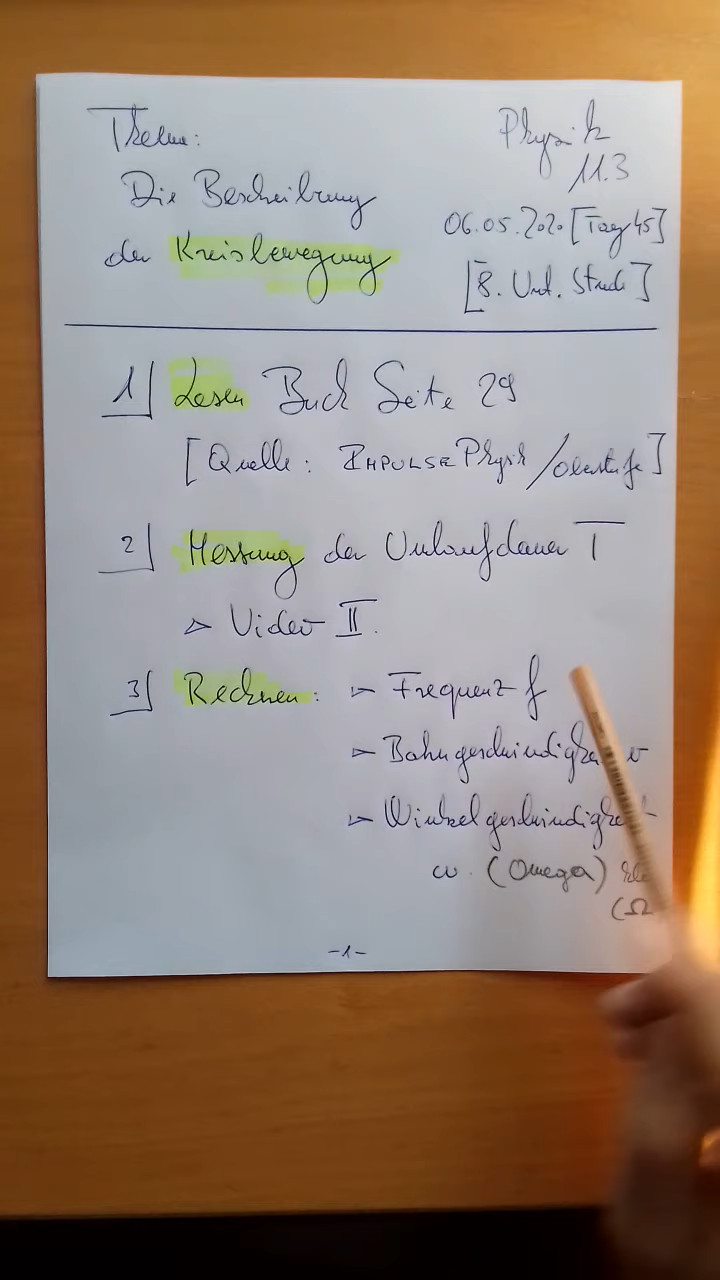 Thema:
Physik
11.3
Die Beschreibung
der Kreisbewegung
06.05.2020 [Tag 45]
[8. Unt. Stunde]
1) Lesen Buch Seite 29
[Quelle: IMPULSE Physik / Oberstufe]
2) Messung der Umlaufdauer T
▷ Video II.
3) Rechnen: ▷ Frequenz f
▷ Bahngeschwindigkeit v
▷ Winkelgeschwindigkeit
ω (Omega)
(Ω
-1-